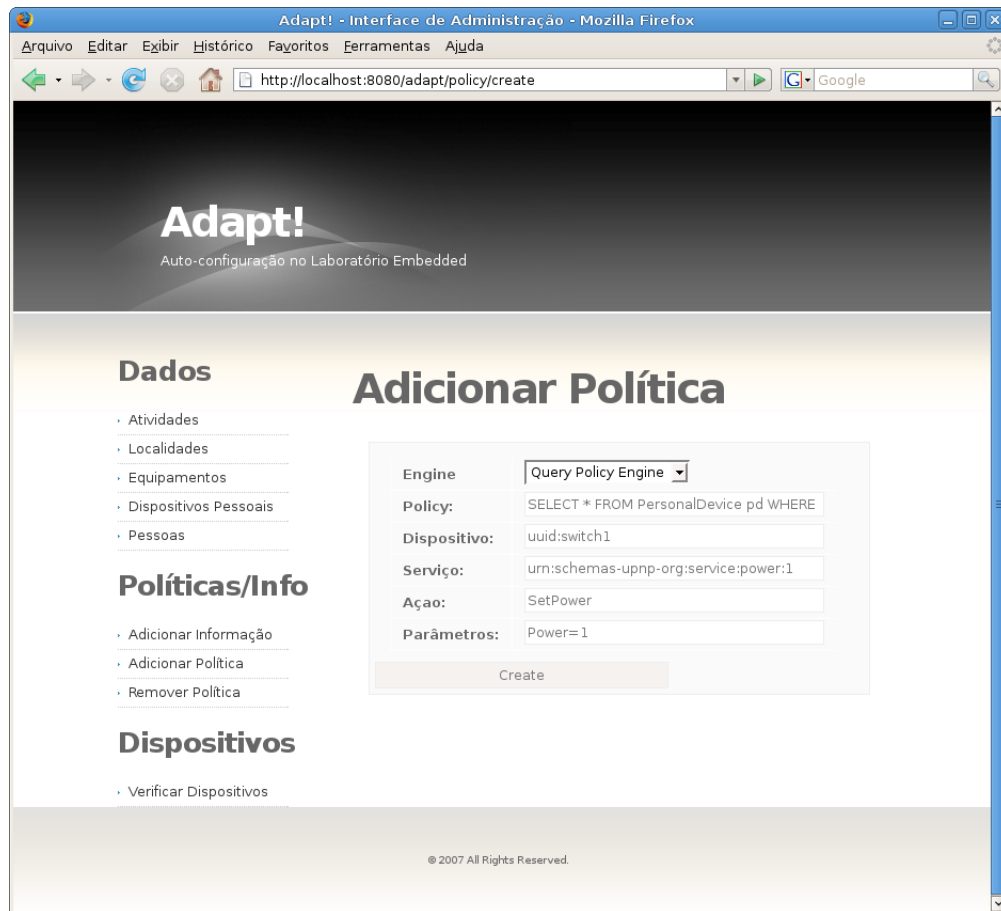 Adapt! - Interface de Administração - Mozilla Firefox
Arquivo Editar Exibir Histórico Favoritos Ferramentas Ajuda
http://localhost:8080/adapt/policy/create
G Google
Adapt!
Auto-configuração no Laboratório Embedded
Dados
Atividades
Localidades
Equipamentos
Dispositivos Pessoais
Pessoas
Políticas/Info
Adicionar Informação
Adicionar Política
Remover Política
Dispositivos
Verificar Dispositivos
Adicionar Política
Engine Query Policy Engine
Policy: SELECT * FROM PersonalDevice pd WHERE
Dispositivo: uuid:switch1
Serviço: urn:schemas-upnp-org:service:power:1
Açao: SetPower
Parâmetros: Power=1
Create
© 2007 All Rights Reserved.